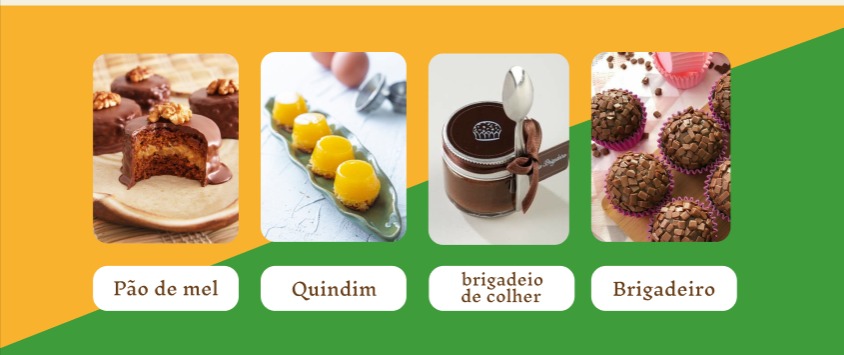 Pão de mel
Quindim
brigadeio
de colher
Brigadeiro